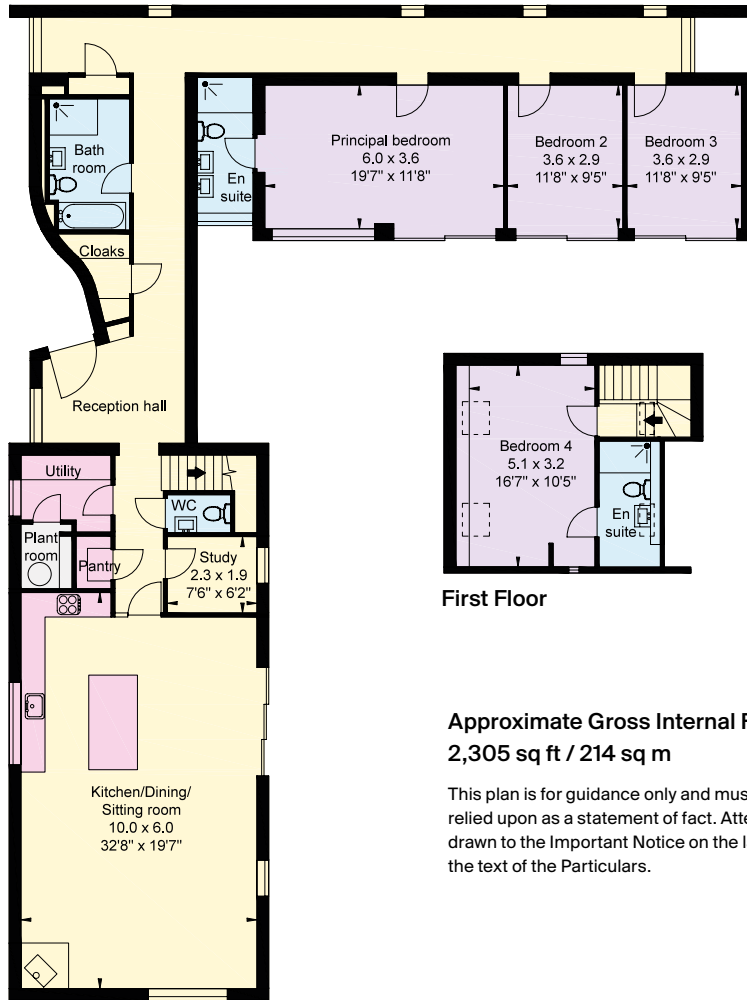 Bath
room
En
suite
Principal bedroom
6.0 x 3.6
19'7" x 11'8"
Bedroom 2
3.6 x 2.9
11'8" x 9'5"
Bedroom 3
3.6 x 2.9
11'8" x 9'5"
Cloaks
Reception hall
Utility
WC
Plant
room
Pantry
Study
2.3 x 1.9
7'6" x 6'2"
Kitchen/Dining/
Sitting room
10.0 x 6.0
32'8" x 19'7"
Bedroom 4
5.1 x 3.2
16'7" x 10'5"
En
suite
First Floor
Approximate Gross Internal F
2,305 sq ft / 214 sq m
This plan is for guidance only and mus
relied upon as a statement of fact. Atte
drawn to the Important Notice on the l
the text of the Particulars.